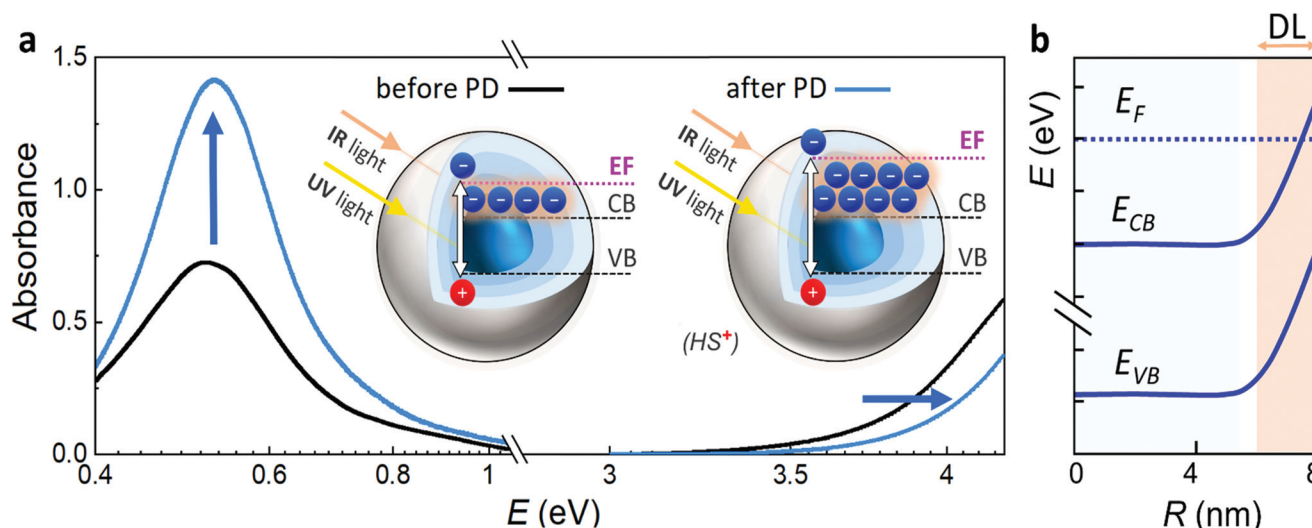 a
b
DL
1.5
1.0
0.5
0.0
Absorbance
before PD
after PD
IR light
UV light
EF
CB
VB
−
− − − −
+
IR light
UV light
EF
CB
VB
−
− − − −
− − − −
+
(HS+)
0.4 0.6 0.8 1 3 3.5 4
E (eV)
E (eV)
EF
ECB
EVB
0 4 8
R (nm)